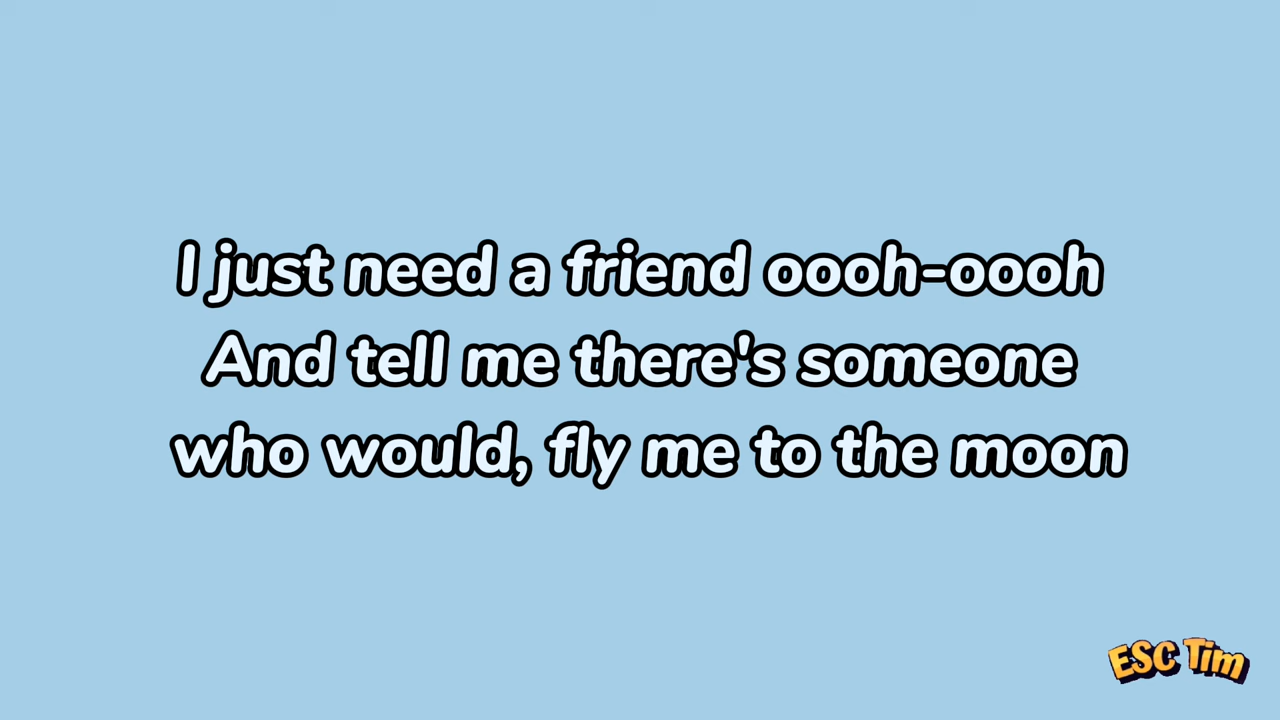 I just need a friend oooh-oooh
And tell me there's someone
who would, fly me to the moon
ESC Tim